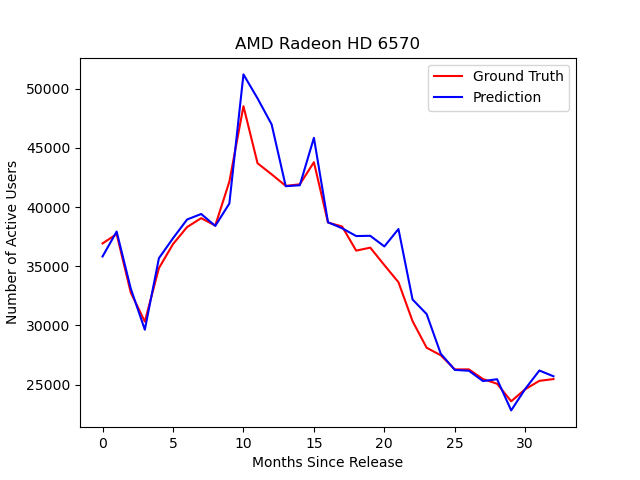 AMD Radeon HD 6570
Ground Truth
Prediction
50000
45000
40000
35000
30000
25000
Number of Active Users
0 5 10 15 20 25 30
Months Since Release